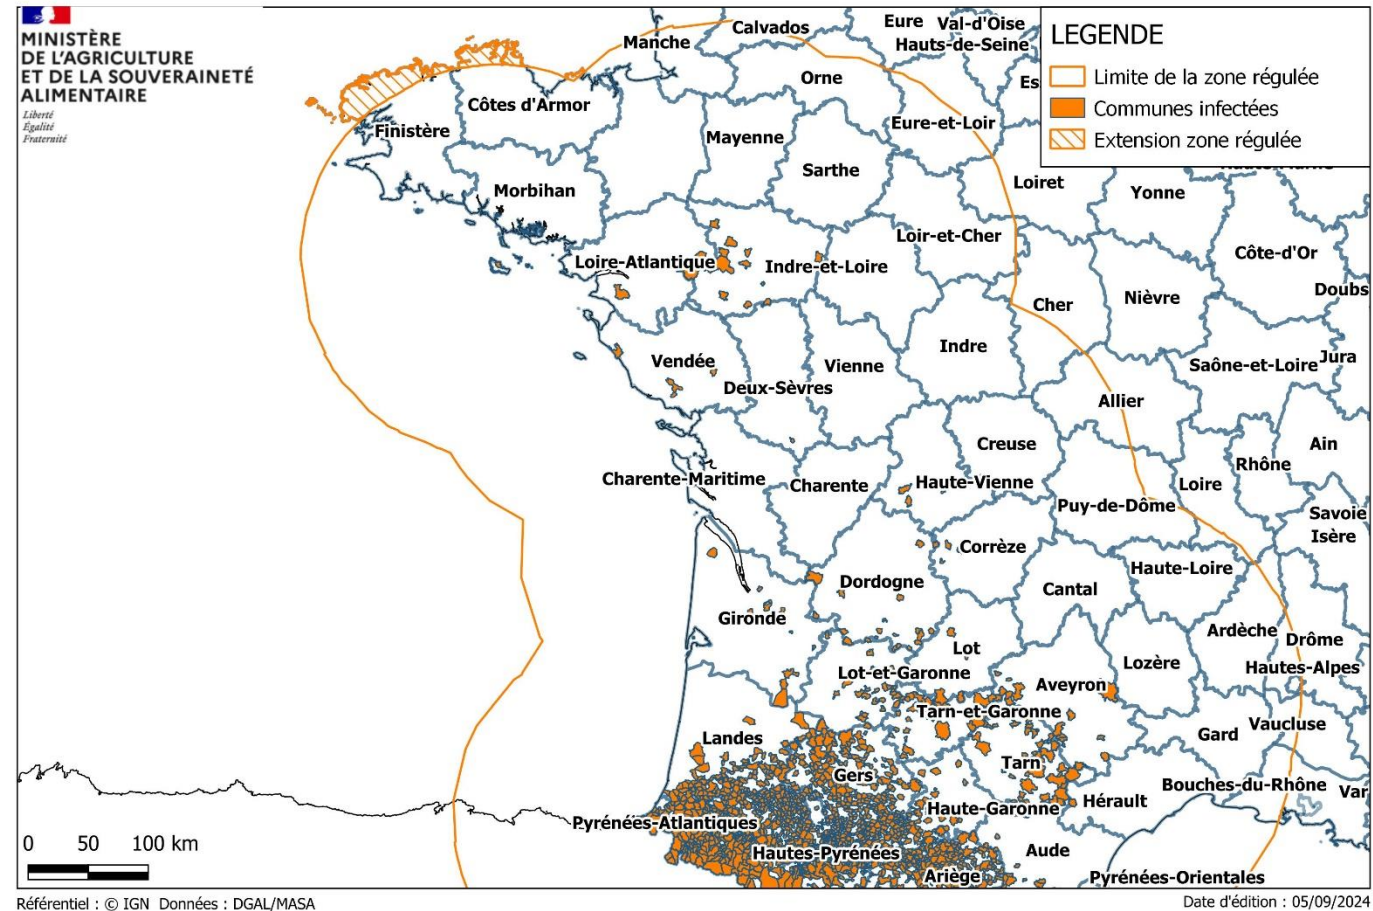 MINISTÈRE
DE L'AGRICULTURE
ET DE LA SOUVERAINETÉ
ALIMENTAIRE
Liberté
Égalité
Fraternité
LEGENDE
Limite de la zone régulée
Communes infectées
Extension zone régulée
Manche
Calvados
Eure
Val-d'Oise
Hauts-de-Seine
Es
Orne
Côtes d'Armor
Finistère
Mayenne
Eure-et-Loir
Sarthe
Morbihan
Loiret
Yonne
Loir-et-Cher
Côte-d'Or
Loire-Atlantique
Indre-et-Loire
Cher
Nièvre
Doubs
Indre
Vendée
Vienne
Saône-et-Loire
Jura
Deux-Sèvres
Allier
Creuse
Ain
Rhône
Charente-Maritime
Charente
Haute-Vienne
Loire
Puy-de-Dôme
Savoie
Isère
Corrèze
Dordogne
Haute-Loire
Cantal
Gironde
Ardèche
Drôme
Lot
Lozère
Hautes-Alpes
Lot-et-Garonne
Aveyron
Tarn-et-Garonne
Vaucluse
Gard
Landes
Tarn
Gers
Bouches-du-Rhône
Var
Haute-Garonne
Hérault
Pyrénées-Atlantiques
Hautes-Pyrénées
Aude
Ariège
Pyrénées-Orientales
0 50 100 km
Référentiel : © IGN Données : DGAL/MASA
Date d'édition : 05/09/2024